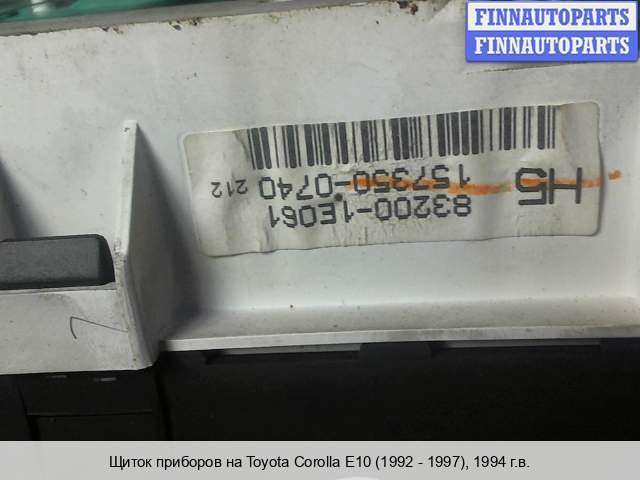 FINNAUTOPARTS
FINNAUTOPARTS
H5
157350-0740 212
83200-1E061
Щиток приборов на Toyota Corolla E10 (1992 - 1997), 1994 г.в.